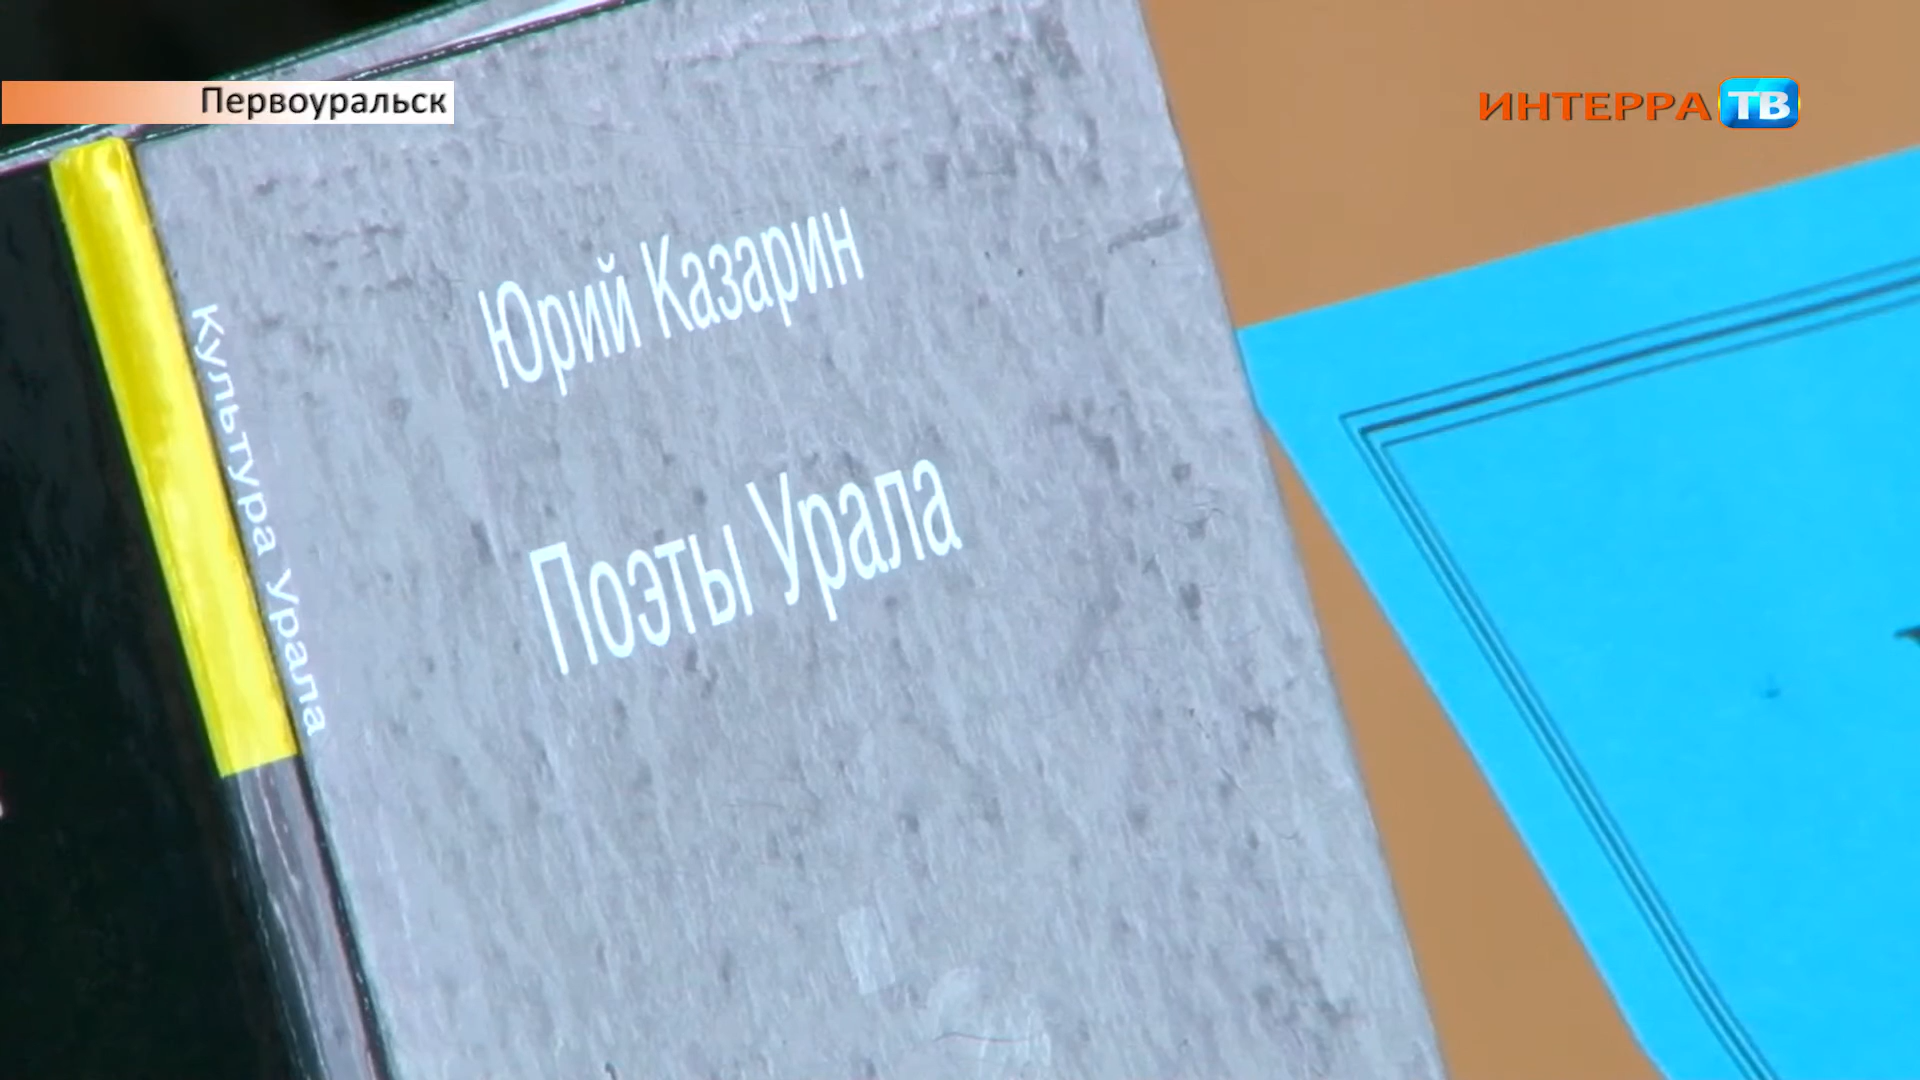 Первоуральск
ИНТЕРРА ТВ
Юрий Казарин
Поэты Урала
Культура Урала